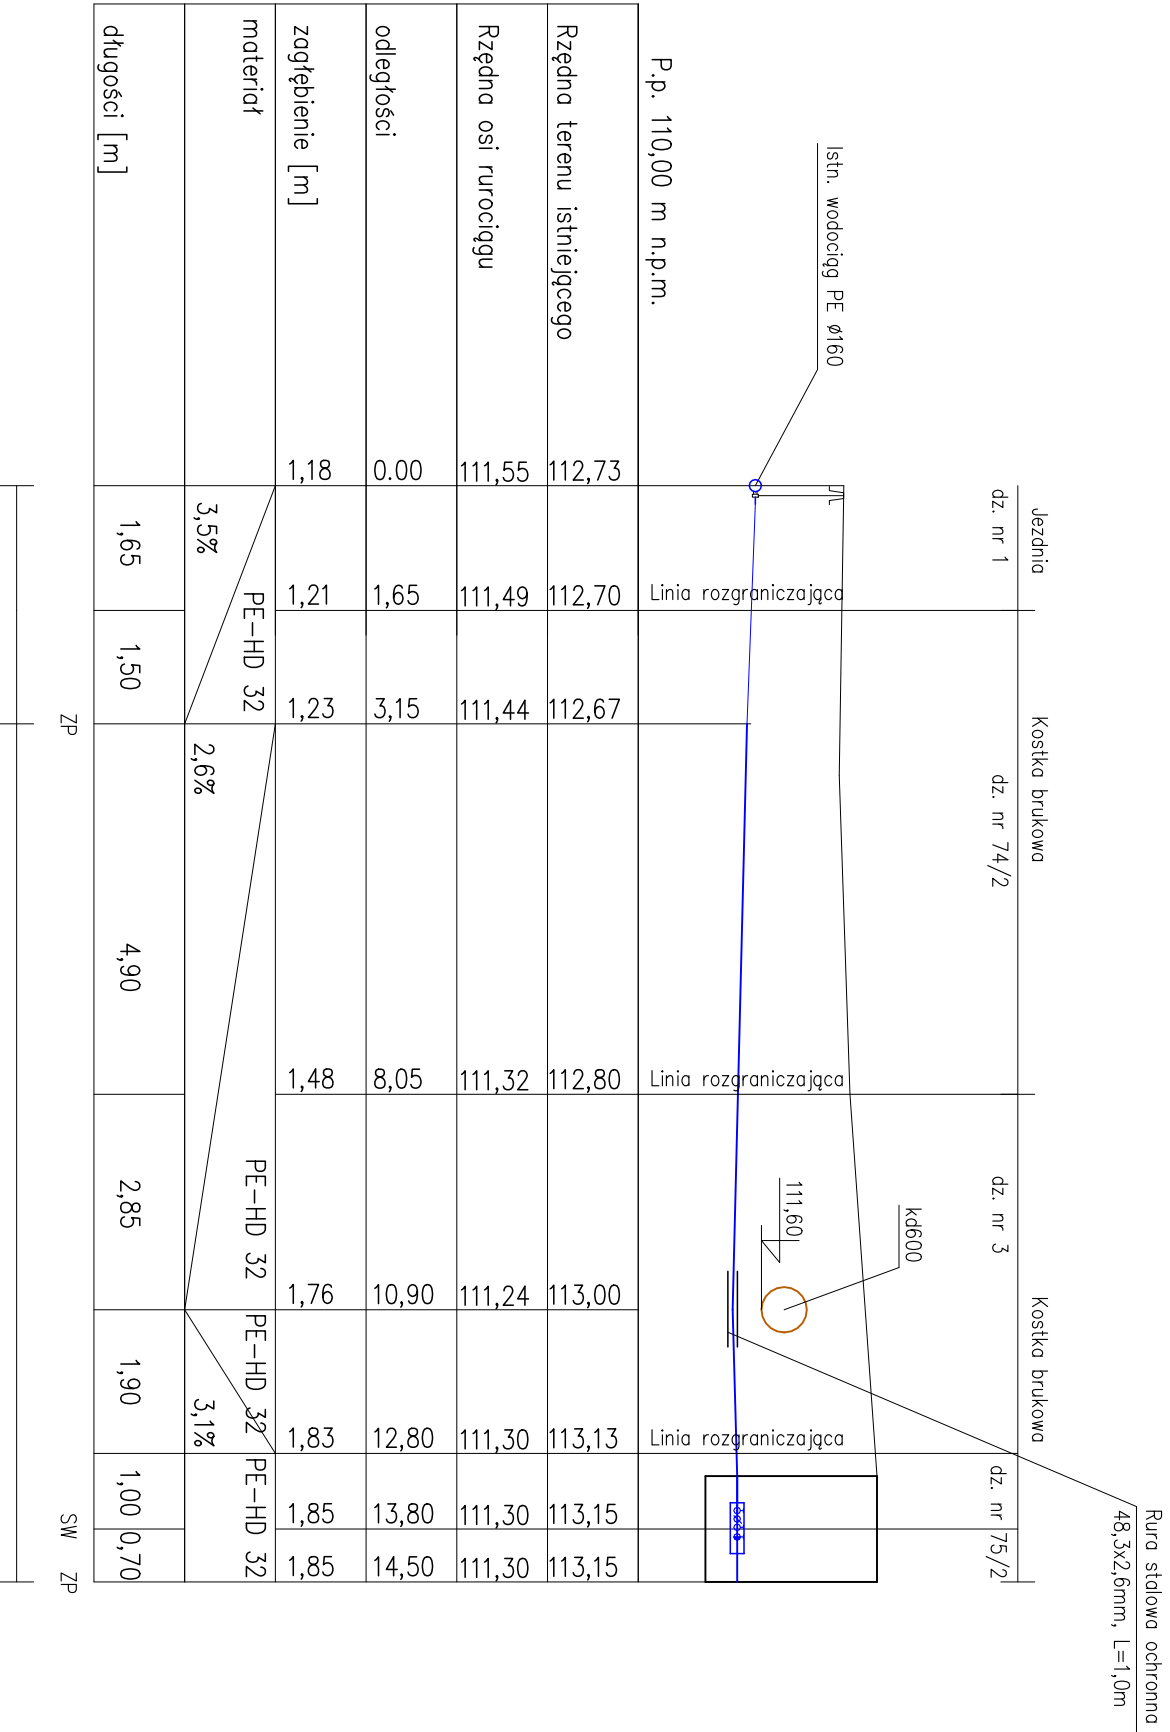 Rura stalowa ochronna
48,3x2,6mm, L=1,0m
Jezdnia
Kostka brukowa
Kostka brukowa
dz. nr 1
dz. nr 74/2
dz. nr 3
dz. nr 75/2
kd600
111,60
Istn. wodociąg PE ø160
Linia rozgraniczająca
Linia rozgraniczająca
Linia rozgraniczająca
P.p. 110,00 m n.p.m.
Rzędna terenu istniejącego 112,73 112,70 112,67 112,80 113,00 113,13 113,15 113,15
Rzędna osi rurociągu 111,55 111,49 111,44 111,32 111,24 111,30 111,30 111,30
odległości 0.00 1,65 3,15 8,05 10,90 12,80 13,80 14,50
zagłębienie [m] 1,18 1,21 1,23 1,48 1,76 1,83 1,85 1,85
materiał PE-HD 32 PE-HD 32 PE-HD 32 PE-HD 32
3,5% 2,6% 3,1%
długości [m] 1,65 1,50 4,90 2,85 1,90 1,00 0,70
ZP SW ZP